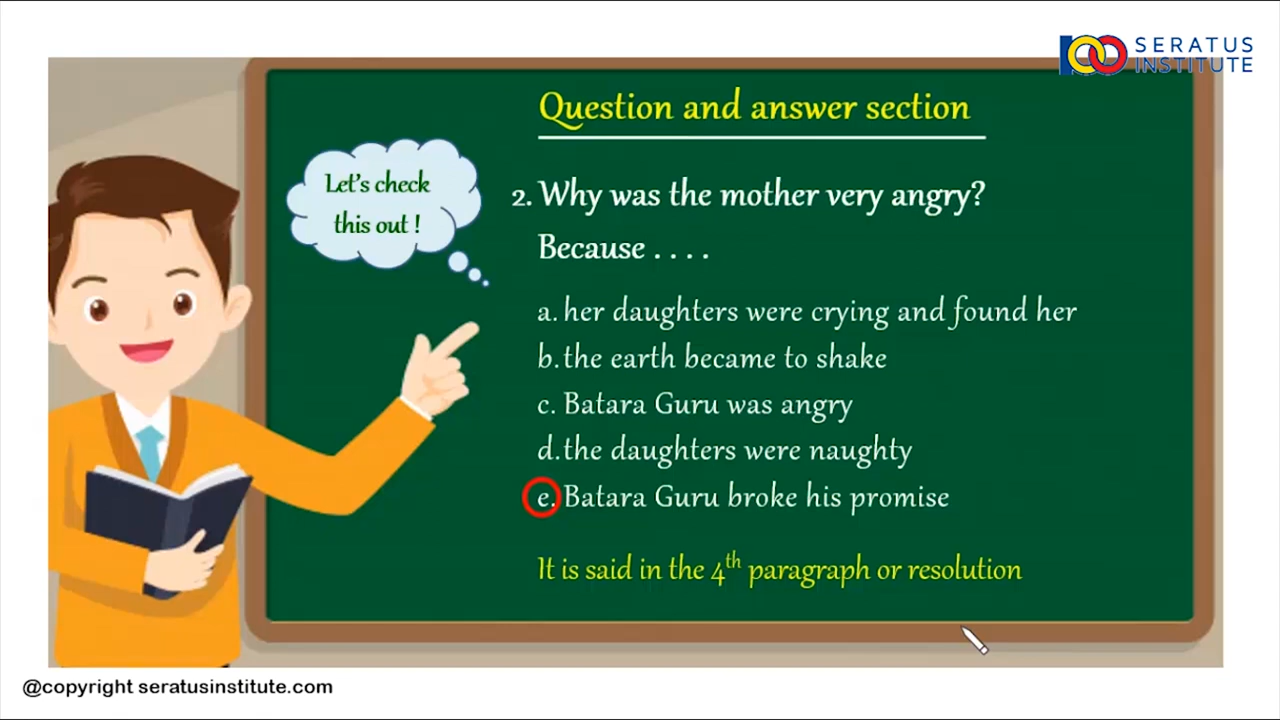 SERATUS
INSTITUTE
Question and answer section
Let's check
this out !
2. Why was the mother very angry?
Because . . . .
a. her daughters were crying and found her
b. the earth became to shake
c. Batara Guru was angry
d. the daughters were naughty
e. Batara Guru broke his promise
It is said in the 4th paragraph or resolution
@copyright seratusinstitute.com